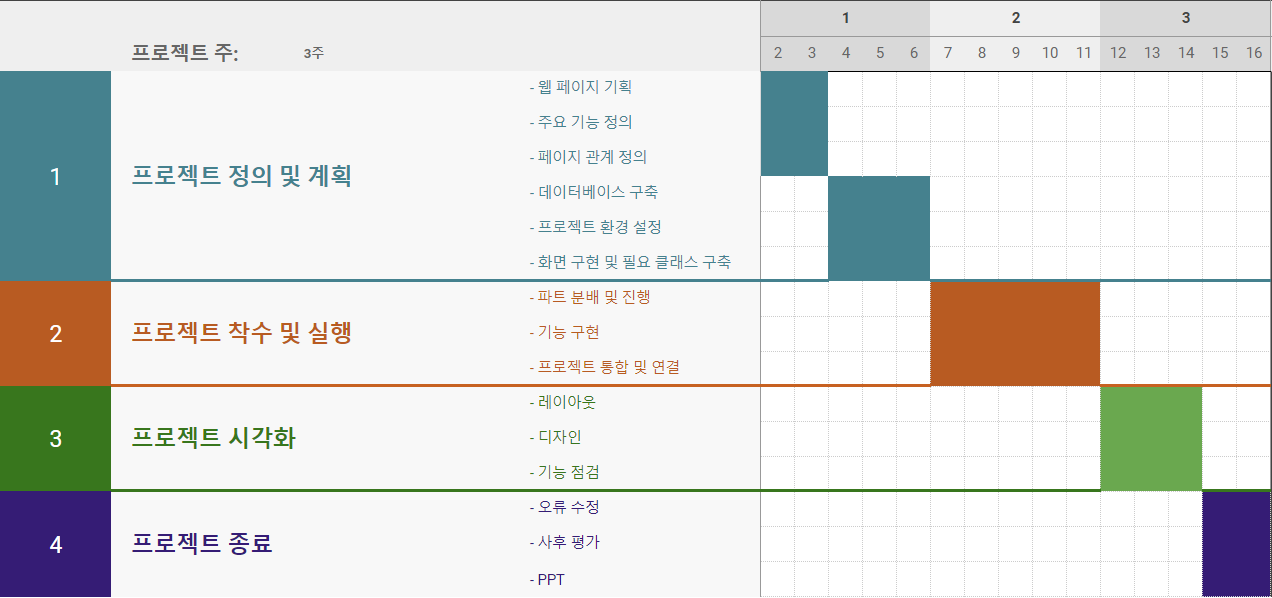 1 2 3
프로젝트 주: 3주 2 3 4 5 6 7 8 9 10 11 12 13 14 15 16
1 프로젝트 정의 및 계획
- 웹 페이지 기획
- 주요 기능 정의
- 페이지 관계 정의
- 데이터베이스 구축
- 프로젝트 환경 설정
- 화면 구현 및 필요 클래스 구축
2 프로젝트 착수 및 실행
- 파트 분배 및 진행
- 기능 구현
- 프로젝트 통합 및 연결
3 프로젝트 시각화
- 레이아웃
- 디자인
- 기능 점검
4 프로젝트 종료
- 오류 수정
- 사후 평가
- PPT